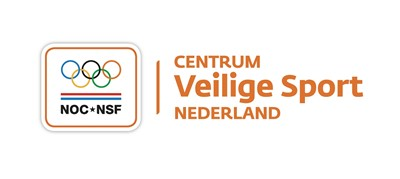 NOC★NSF
CENTRUM
Veilige Sport
NEDERLAND